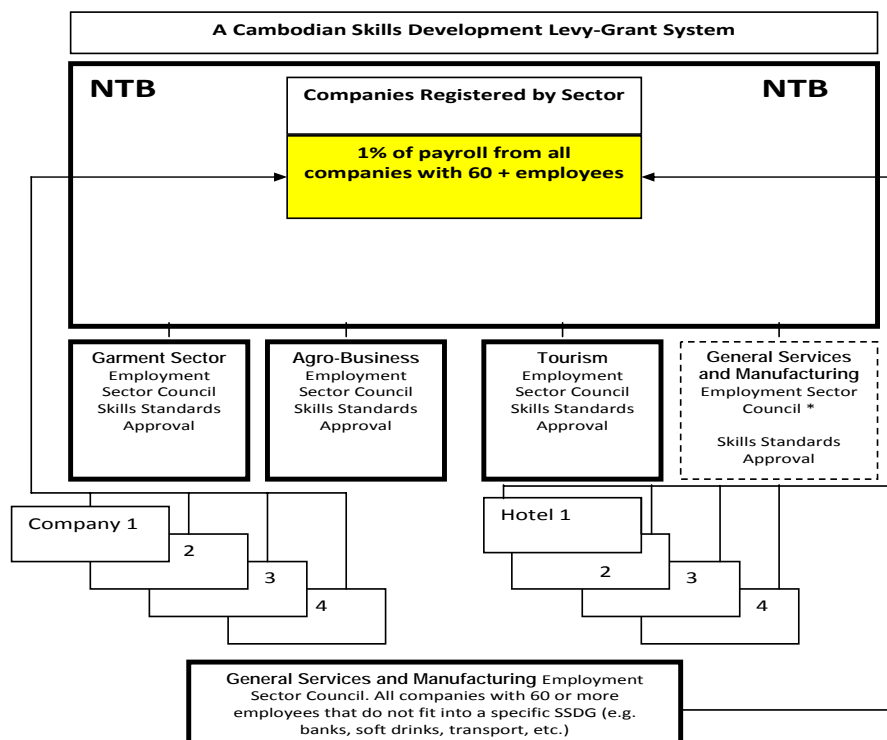 A Cambodian Skills Development Levy-Grant System
NTB
NTB
Companies Registered by Sector
1% of payroll from all
companies with 60 + employees
Garment Sector
Employment
Sector Council
Skills Standards
Approval
Agro-Business
Employment
Sector Council
Skills Standards
Approval
Tourism
Employment
Sector Council
Skills Standards
Approval
General Services
and Manufacturing
Employment Sector
Council *
Skills Standards
Approval
Company 1
2
3
4
Hotel 1
2
3
4
General Services and Manufacturing Employment
Sector Council. All companies with 60 or more
employees that do not fit into a specific SSDG (e.g.
banks, soft drinks, transport, etc.)